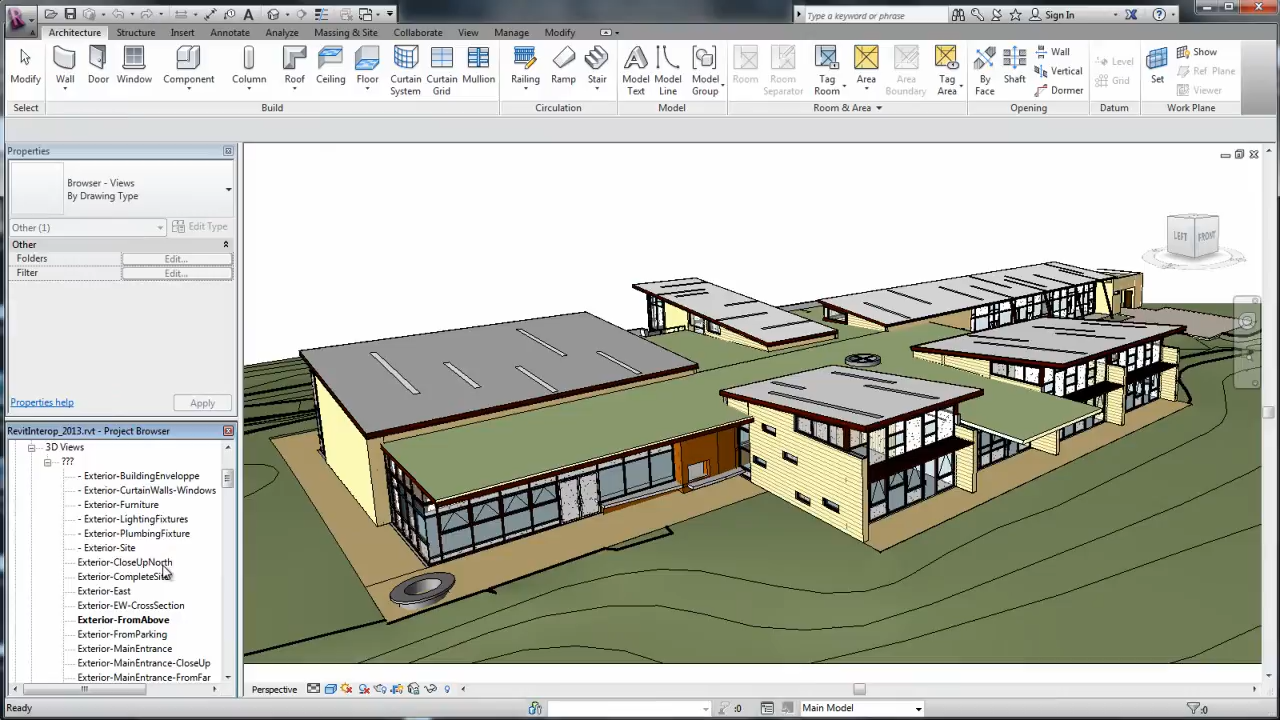 Type a keyword or phrase
Sign In
Architecture Structure Insert Annotate Analyze Massing & Site Collaborate View Manage Modify
Modify
Wall
Door
Window
Component
Column
Roof
Ceiling
Floor
Curtain System
Curtain Grid
Mullion
Railing
Ramp
Stair
Model Text
Model Line
Model Group
Room
Room Separator
Tag Room
Area
Area Boundary
Tag Area
By Face
Shaft
Wall
Vertical
Dormer
Level
Grid
Set
Show
Ref Plane
Viewer
Select Build Circulation Model Room & Area Opening Datum Work Plane
Properties
Browser - Views
By Drawing Type
Other (1) Edit Type
Other
Folders Edit...
Filter Edit...
Properties help Apply
RevitInterop_2013.rvt - Project Browser
3D Views
???
- Exterior-BuildingEnveloppe
- Exterior-CurtainWalls-Windows
- Exterior-Furniture
- Exterior-LightingFixtures
- Exterior-PlumbingFixture
- Exterior-Site
Exterior-CloseUpNorth
Exterior-CompleteSite
Exterior-East
Exterior-EW-CrossSection
Exterior-FromAbove
Exterior-FromParking
Exterior-MainEntrance
Exterior-MainEntrance-CloseUp
Exterior-MainEntrance-FromFar
LEFT FRONT
Perspective
Ready
:0
Main Model
:0